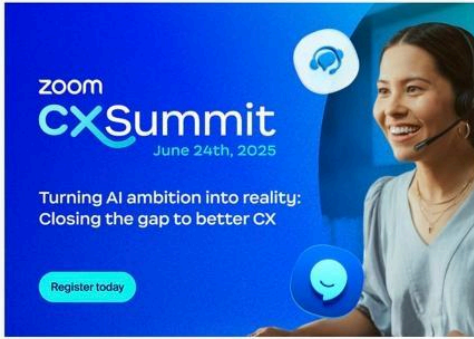 zoom
CXSummit
June 24th, 2025
Turning AI ambition into reality:
Closing the gap to better CX
Register today